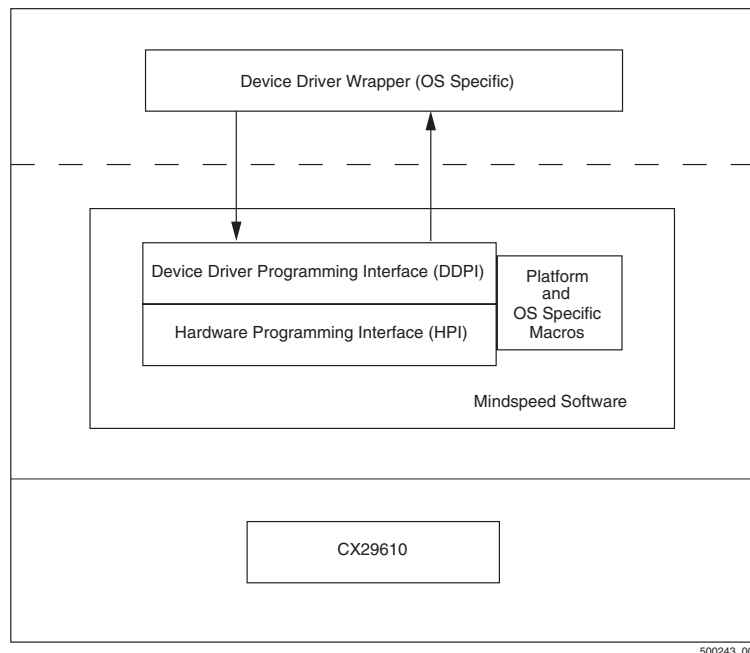 Device Driver Wrapper (OS Specific)
Device Driver Programming Interface (DDPI)
Hardware Programming Interface (HPI)
Platform
and
OS Specific
Macros
Mindspeed Software
CX29610